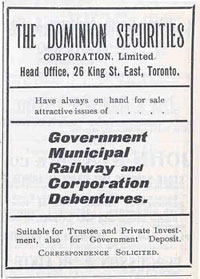 THE DOMINION SECURITIES
CORPORATION, Limited.
Head Office, 26 King St. East, Toronto.
Have always on hand for sale
attractive issues of . . . . .
Government
Municipal
Railway and
Corporation
Debentures.
Suitable for Trustee and Private Invest-
ment, also for Government Deposit.
CORRESPONDENCE SOLICITED.